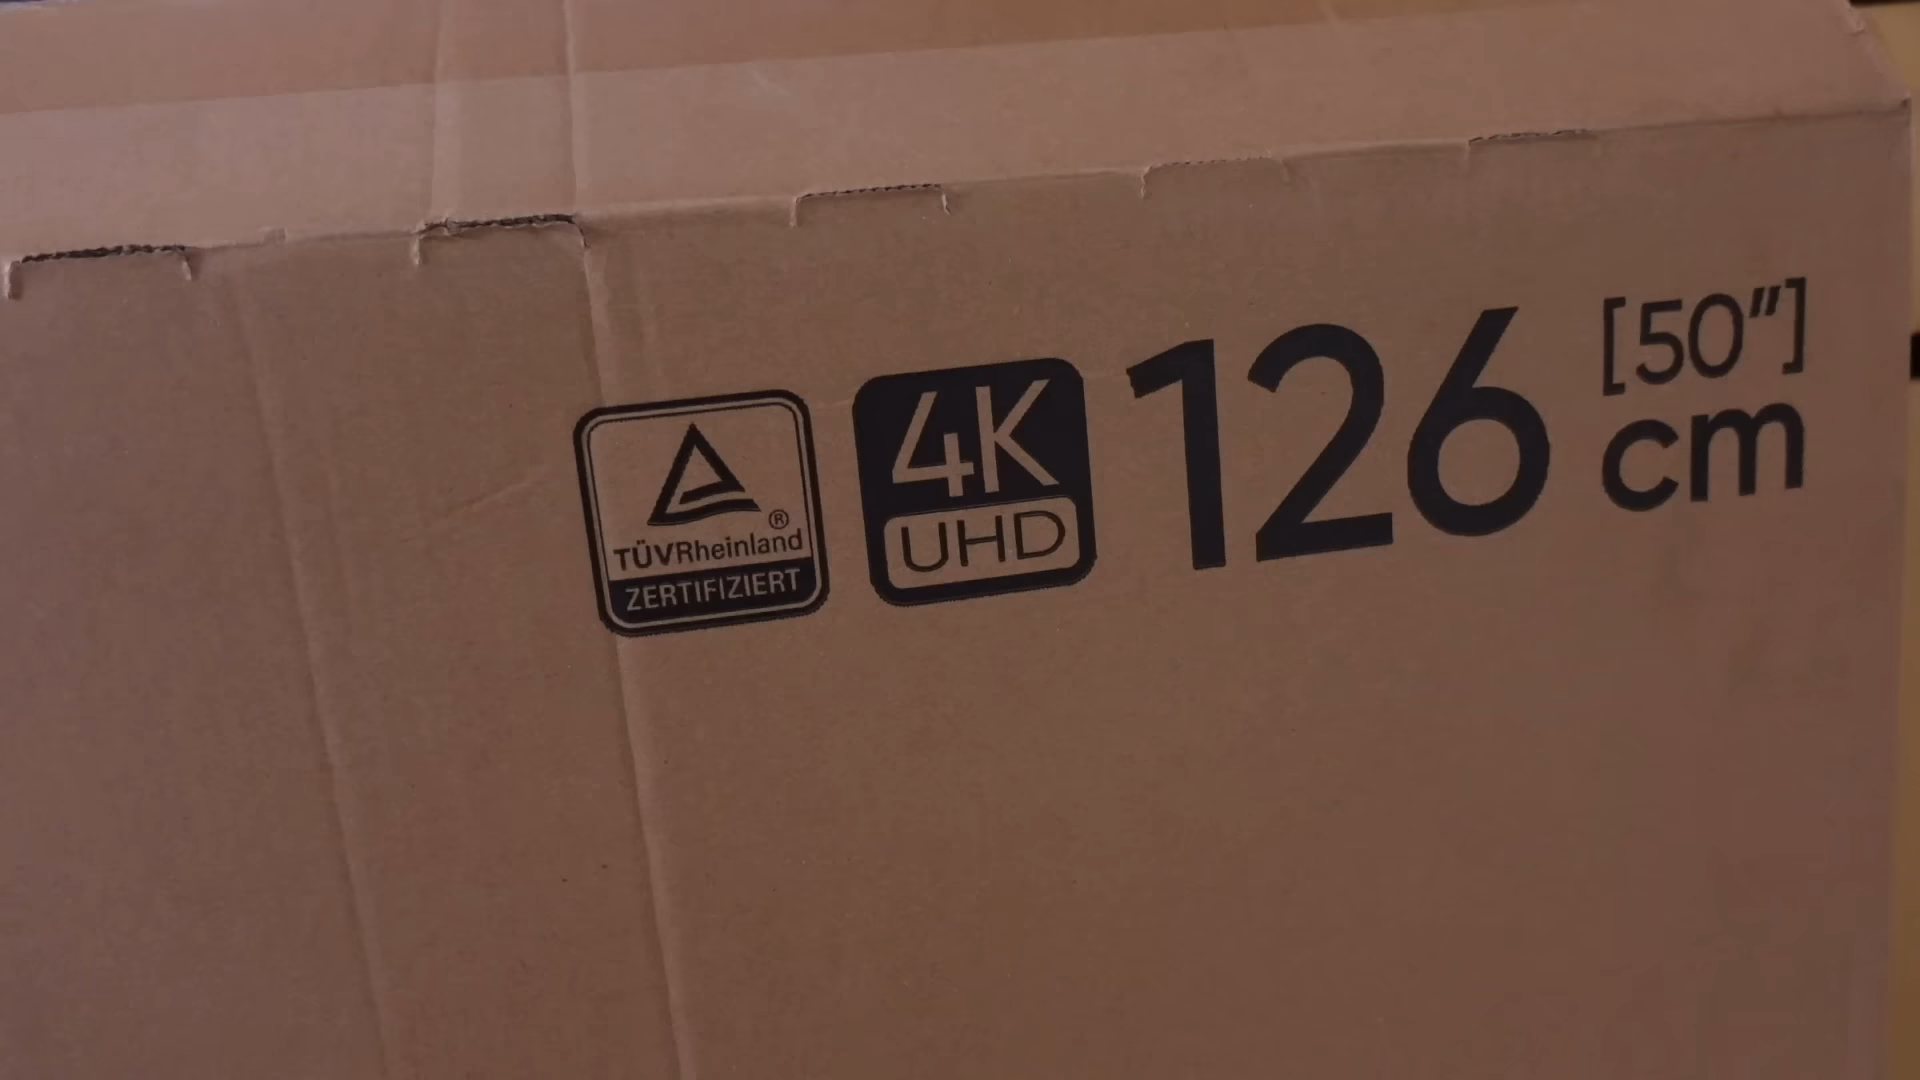 TÜVRheinland®
ZERTIFIZIERT
4K
UHD
126 cm
[50"]